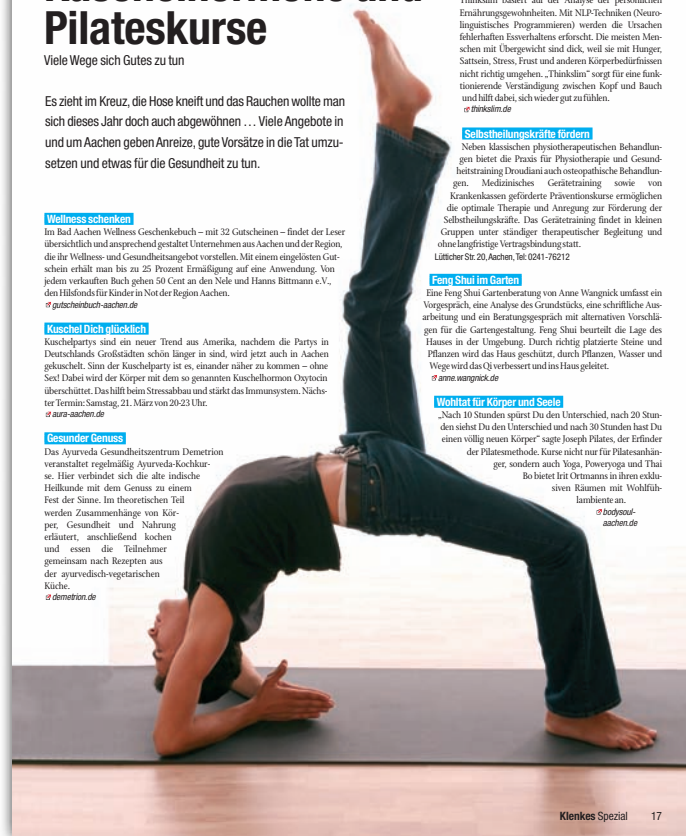 Kuschelhormone und
Pilateskurse
Viele Wege sich Gutes zu tun
Es zieht im Kreuz, die Hose kneift und das Rauchen wollte man
sich dieses Jahr doch auch abgewöhnen … Viele Angebote in
und um Aachen geben Anreize, gute Vorsätze in die Tat umzu-
setzen und etwas für die Gesundheit zu tun.
Wellness schenken
Im Bad Aachen Wellness Geschenkebuch – mit 32 Gutscheinen – findet der Leser
übersichtlich und ansprechend gestaltet Unternehmen aus Aachen und der Region,
die ihr Wellness- und Gesundheitsangebot vorstellen. Mit einem eingelösten Gut-
schein erhält man bis zu 25 Prozent Ermäßigung auf eine Anwendung. Von
jedem verkauften Buch gehen 50 Cent an den Nele und Hanns Bittmann e.V.,
den Hilfsfonds für Kinder in Not der Region Aachen.
gutscheinbuch-aachen.de
Kuschel Dich glücklich
Kuschelpartys sind ein neuer Trend aus Amerika, nachdem die Partys in
Deutschlands Großstädten schön länger in sind, wird jetzt auch in Aachen
gekuschelt. Sinn der Kuschelparty ist es, einander näher zu kommen – ohne
Sex! Dabei wird der Körper mit dem so genannten Kuschelhormon Oxytocin
überschüttet. Das hilft beim Stressabbau und stärkt das Immunsystem. Nächs-
ter Termin: Samstag, 21. März von 20-23 Uhr.
aura-aachen.de
Gesunder Genuss
Das Ayurveda Gesundheitszentrum Demetrion
veranstaltet regelmäßig Ayurveda-Kochkur-
se. Hier verbindet sich die alte indische
Heilkunde mit dem Genuss zu einem
Fest der Sinne. Im theoretischen Teil
werden Zusammenhänge von Kör-
per, Gesundheit und Nahrung
erläutert, anschließend kochen
und essen die Teilnehmer
gemeinsam nach Rezepten aus
der ayurvedisch-vegetarischen
Küche.
demetrion.de
Thinkslim basiert auf der Analyse der persönlichen
Ernährungsgewohnheiten. Mit NLP-Techniken (Neuro-
linguistisches Programmieren) werden die Ursachen
fehlerhaften Essverhaltens erforscht. Die meisten Men-
schen mit Übergewicht sind dick, weil sie mit Hunger,
Sattsein, Stress, Frust und anderen Körperbedürfnissen
nicht richtig umgehen. „Thinkslim" sorgt für eine funk-
tionierende Verständigung zwischen Kopf und Bauch
und hilft dabei, sich wieder gut zu fühlen.
thinkslim.de
Selbstheilungskräfte fördern
Neben klassischen physiotherapeutischen Behandlun-
gen bietet die Praxis für Physiotherapie und Gesund-
heitstraining Droudiani auch osteopathische Behandlun-
gen. Medizinisches Gerätetraining sowie von
Krankenkassen geförderte Präventionskurse ermöglichen
die optimale Therapie und Anregung zur Förderung der
Selbstheilungskräfte. Das Gerätetraining findet in kleinen
Gruppen unter ständiger therapeutischer Begleitung und
ohne langfristige Vertragsbindung statt.
Lütticher Str. 20, Aachen, Tel: 0241-76212
Feng Shui im Garten
Eine Feng Shui Gartenberatung von Anne Wangnick umfasst ein
Vorgespräch, eine Analyse des Grundstücks, eine schriftliche Aus-
arbeitung und ein Beratungsgespräch mit alternativen Vorschlä-
gen für die Gartengestaltung. Feng Shui beurteilt die Lage des
Hauses in der Umgebung. Durch richtig platzierte Steine und
Pflanzen wird das Haus geschützt, durch Pflanzen, Wasser und
Wege wird das Qi verbessert und ins Haus geleitet.
anne.wangnick.de
Wohltat für Körper und Seele
„Nach 10 Stunden spürst Du den Unterschied, nach 20 Stun-
den siehst Du den Unterschied und nach 30 Stunden hast Du
einen völlig neuen Körper" sagte Joseph Pilates, der Erfinder
der Pilatesmethode. Kurse nicht nur für Pilatesanhän-
ger, sondern auch Yoga, Poweryoga und Thai
Bo bietet Irit Ortmanns in ihren exklu-
siven Räumen mit Wohlfüh-
lambiente an.
bodysoul-
aachen.de
Klenkes Spezial 17